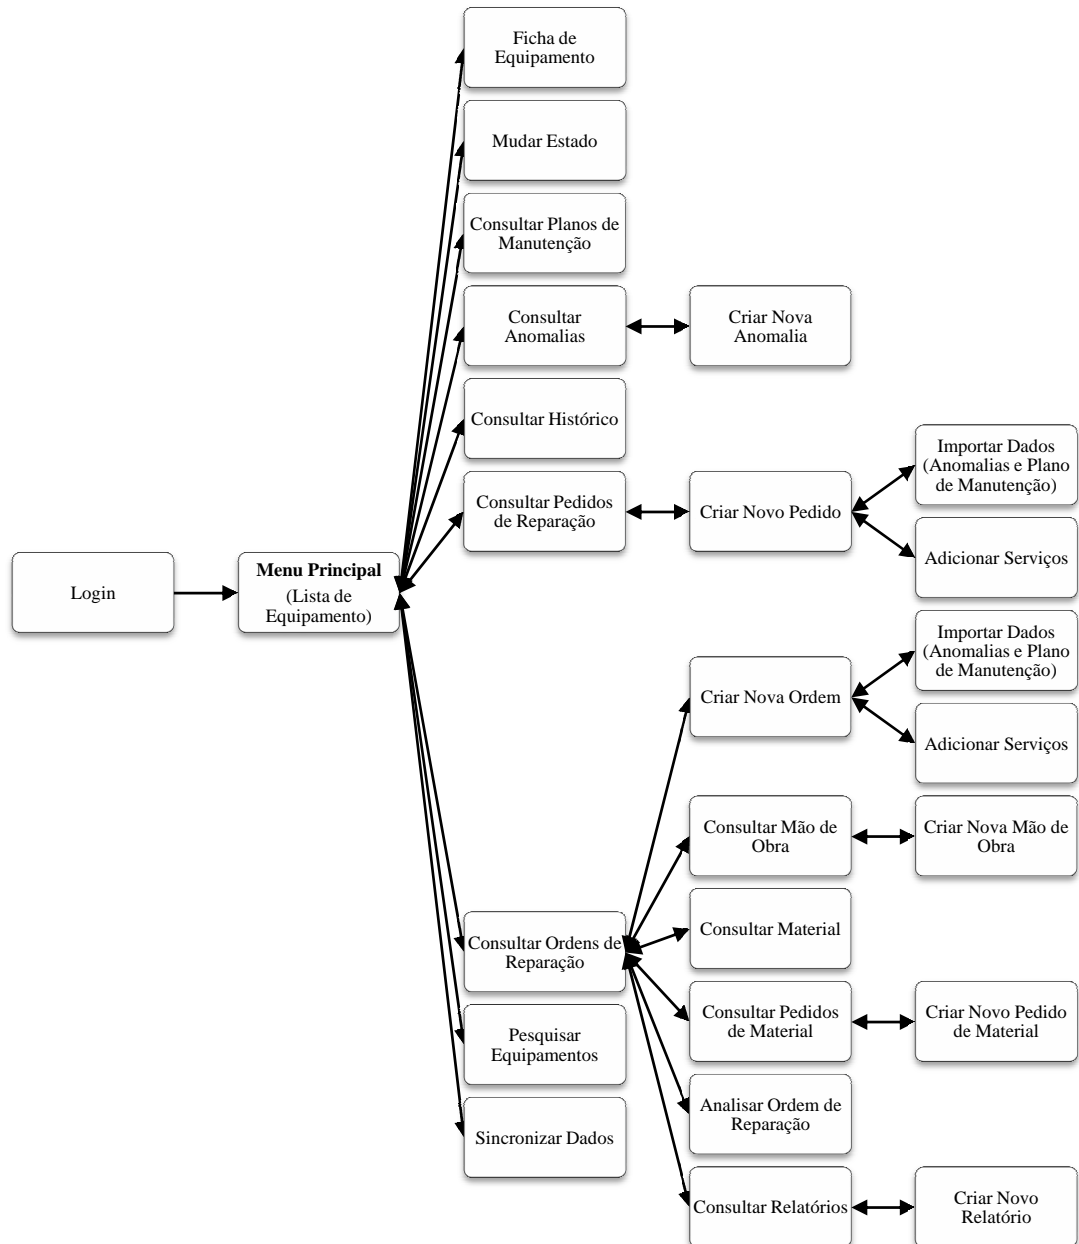 Ficha de
Equipamento
Mudar Estado
Consultar Planos de
Manutenção
Consultar
Anomalias
Criar Nova
Anomalia
Consultar Histórico
Consultar Pedidos
de Reparação
Criar Novo Pedido
Importar Dados
(Anomalias e Plano
de Manutenção)
Adicionar Serviços
Login
Menu Principal
(Lista de
Equipamento)
Criar Nova Ordem
Importar Dados
(Anomalias e Plano
de Manutenção)
Adicionar Serviços
Consultar Mão de
Obra
Criar Nova Mão de
Obra
Consultar Ordens de
Reparação
Consultar Material
Consultar Pedidos
de Material
Criar Novo Pedido
de Material
Pesquisar
Equipamentos
Analisar Ordem de
Reparação
Sincronizar Dados
Consultar Relatórios
Criar Novo
Relatório